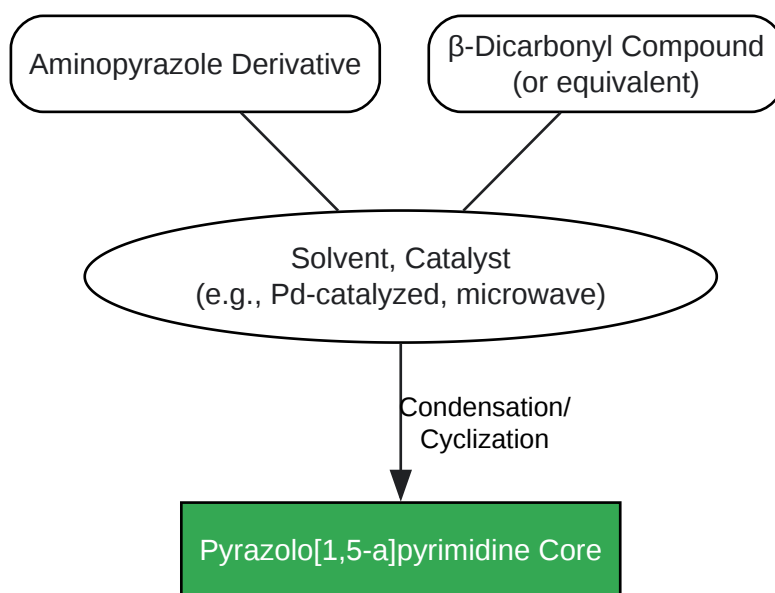 Aminopyrazole Derivative
β-Dicarbonyl Compound
(or equivalent)
Solvent, Catalyst
(e.g., Pd-catalyzed, microwave)
Condensation/
Cyclization
Pyrazolo[1,5-a]pyrimidine Core